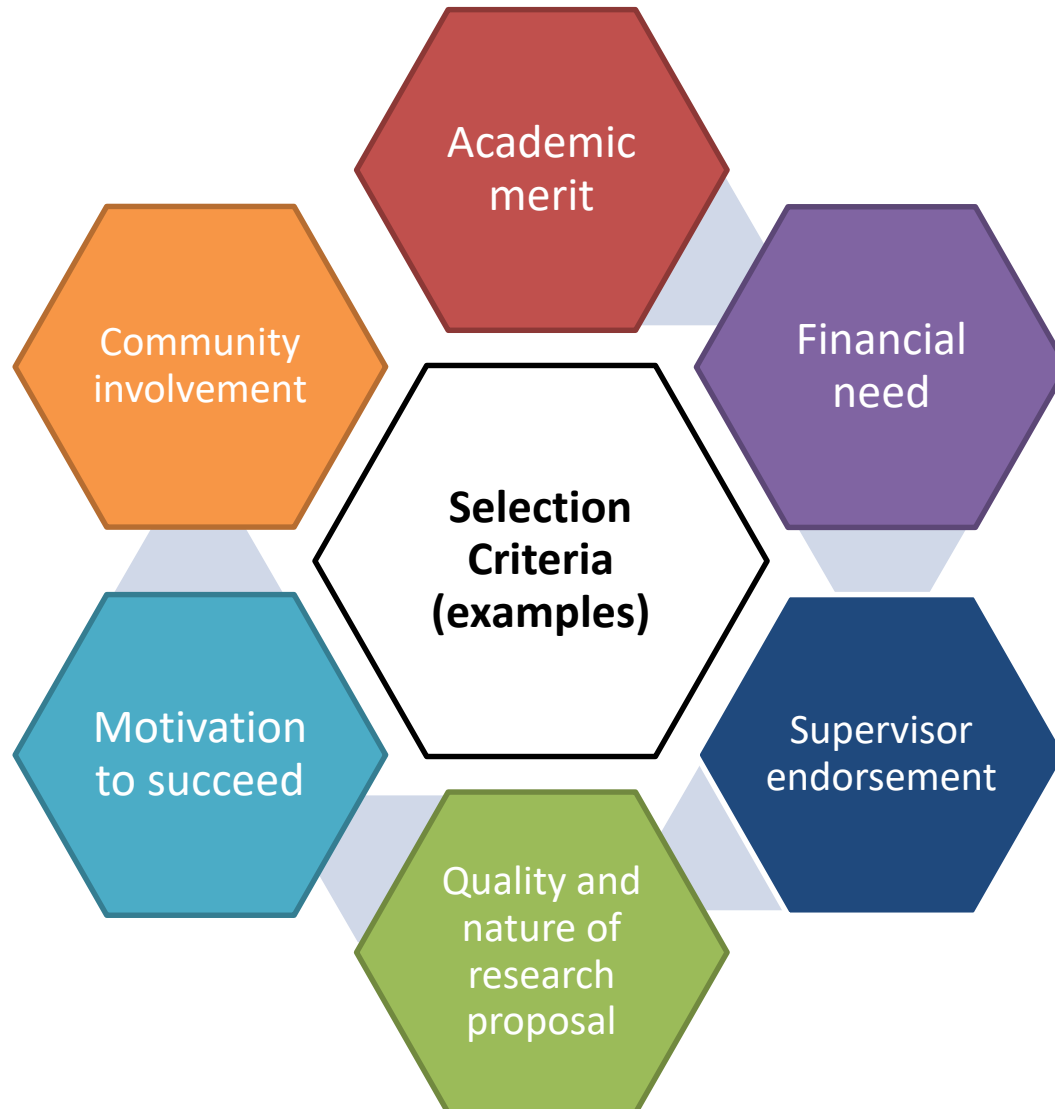 Academic
merit
Financial
need
Supervisor
endorsement
Quality and
nature of
research
proposal
Motivation
to succeed
Community
involvement
Selection
Criteria
(examples)